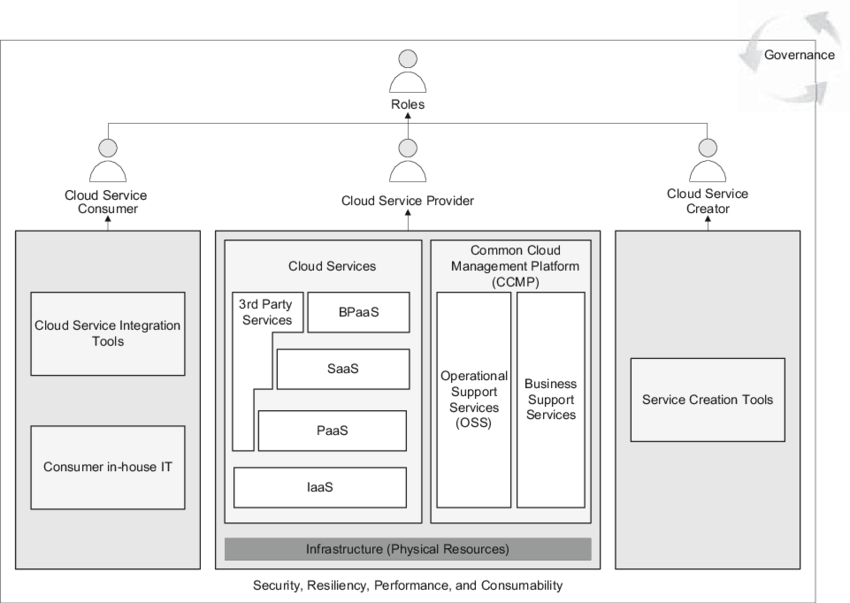 Governance
Roles
Cloud Service
Consumer
Cloud Service Provider
Cloud Service
Creator
Cloud Service Integration
Tools
Consumer in-house IT
Cloud Services
3rd Party
Services
BPaaS
SaaS
PaaS
IaaS
Common Cloud
Management Platform
(CCMP)
Operational
Support
Services
(OSS)
Business
Support
Services
Service Creation Tools
Infrastructure (Physical Resources)
Security, Resiliency, Performance, and Consumability